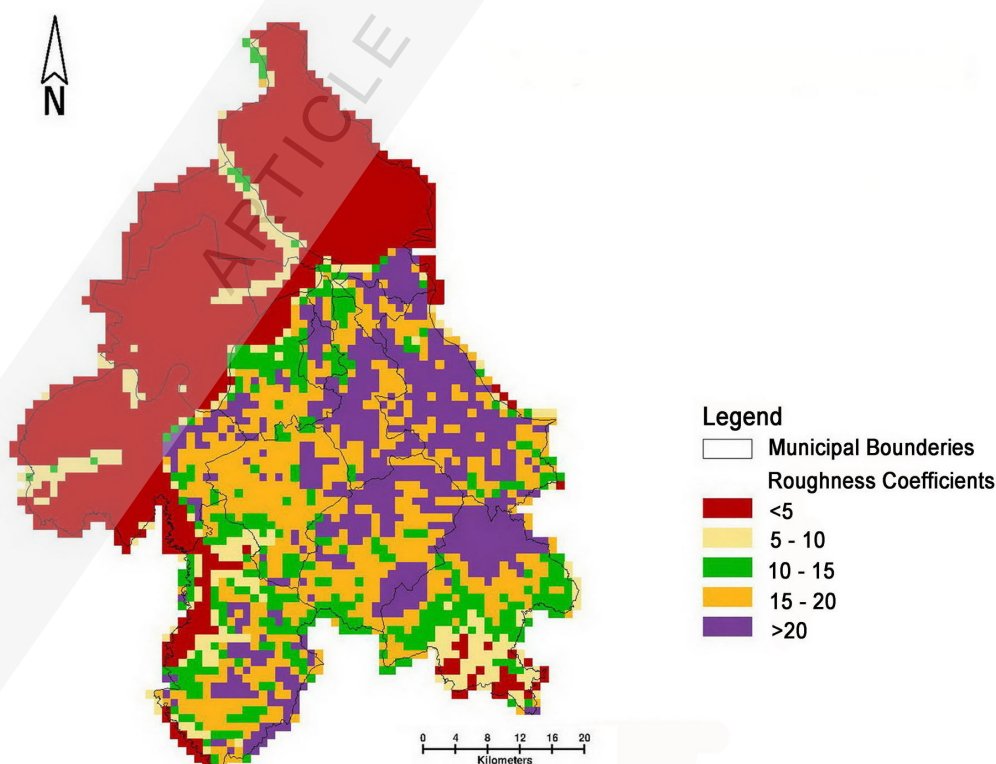 N
ARTICLE
Legend
Municipal Bounderies
Roughness Coefficients
<5
5 - 10
10 - 15
15 - 20
>20
0 4 8 12 16 20
Kilometers